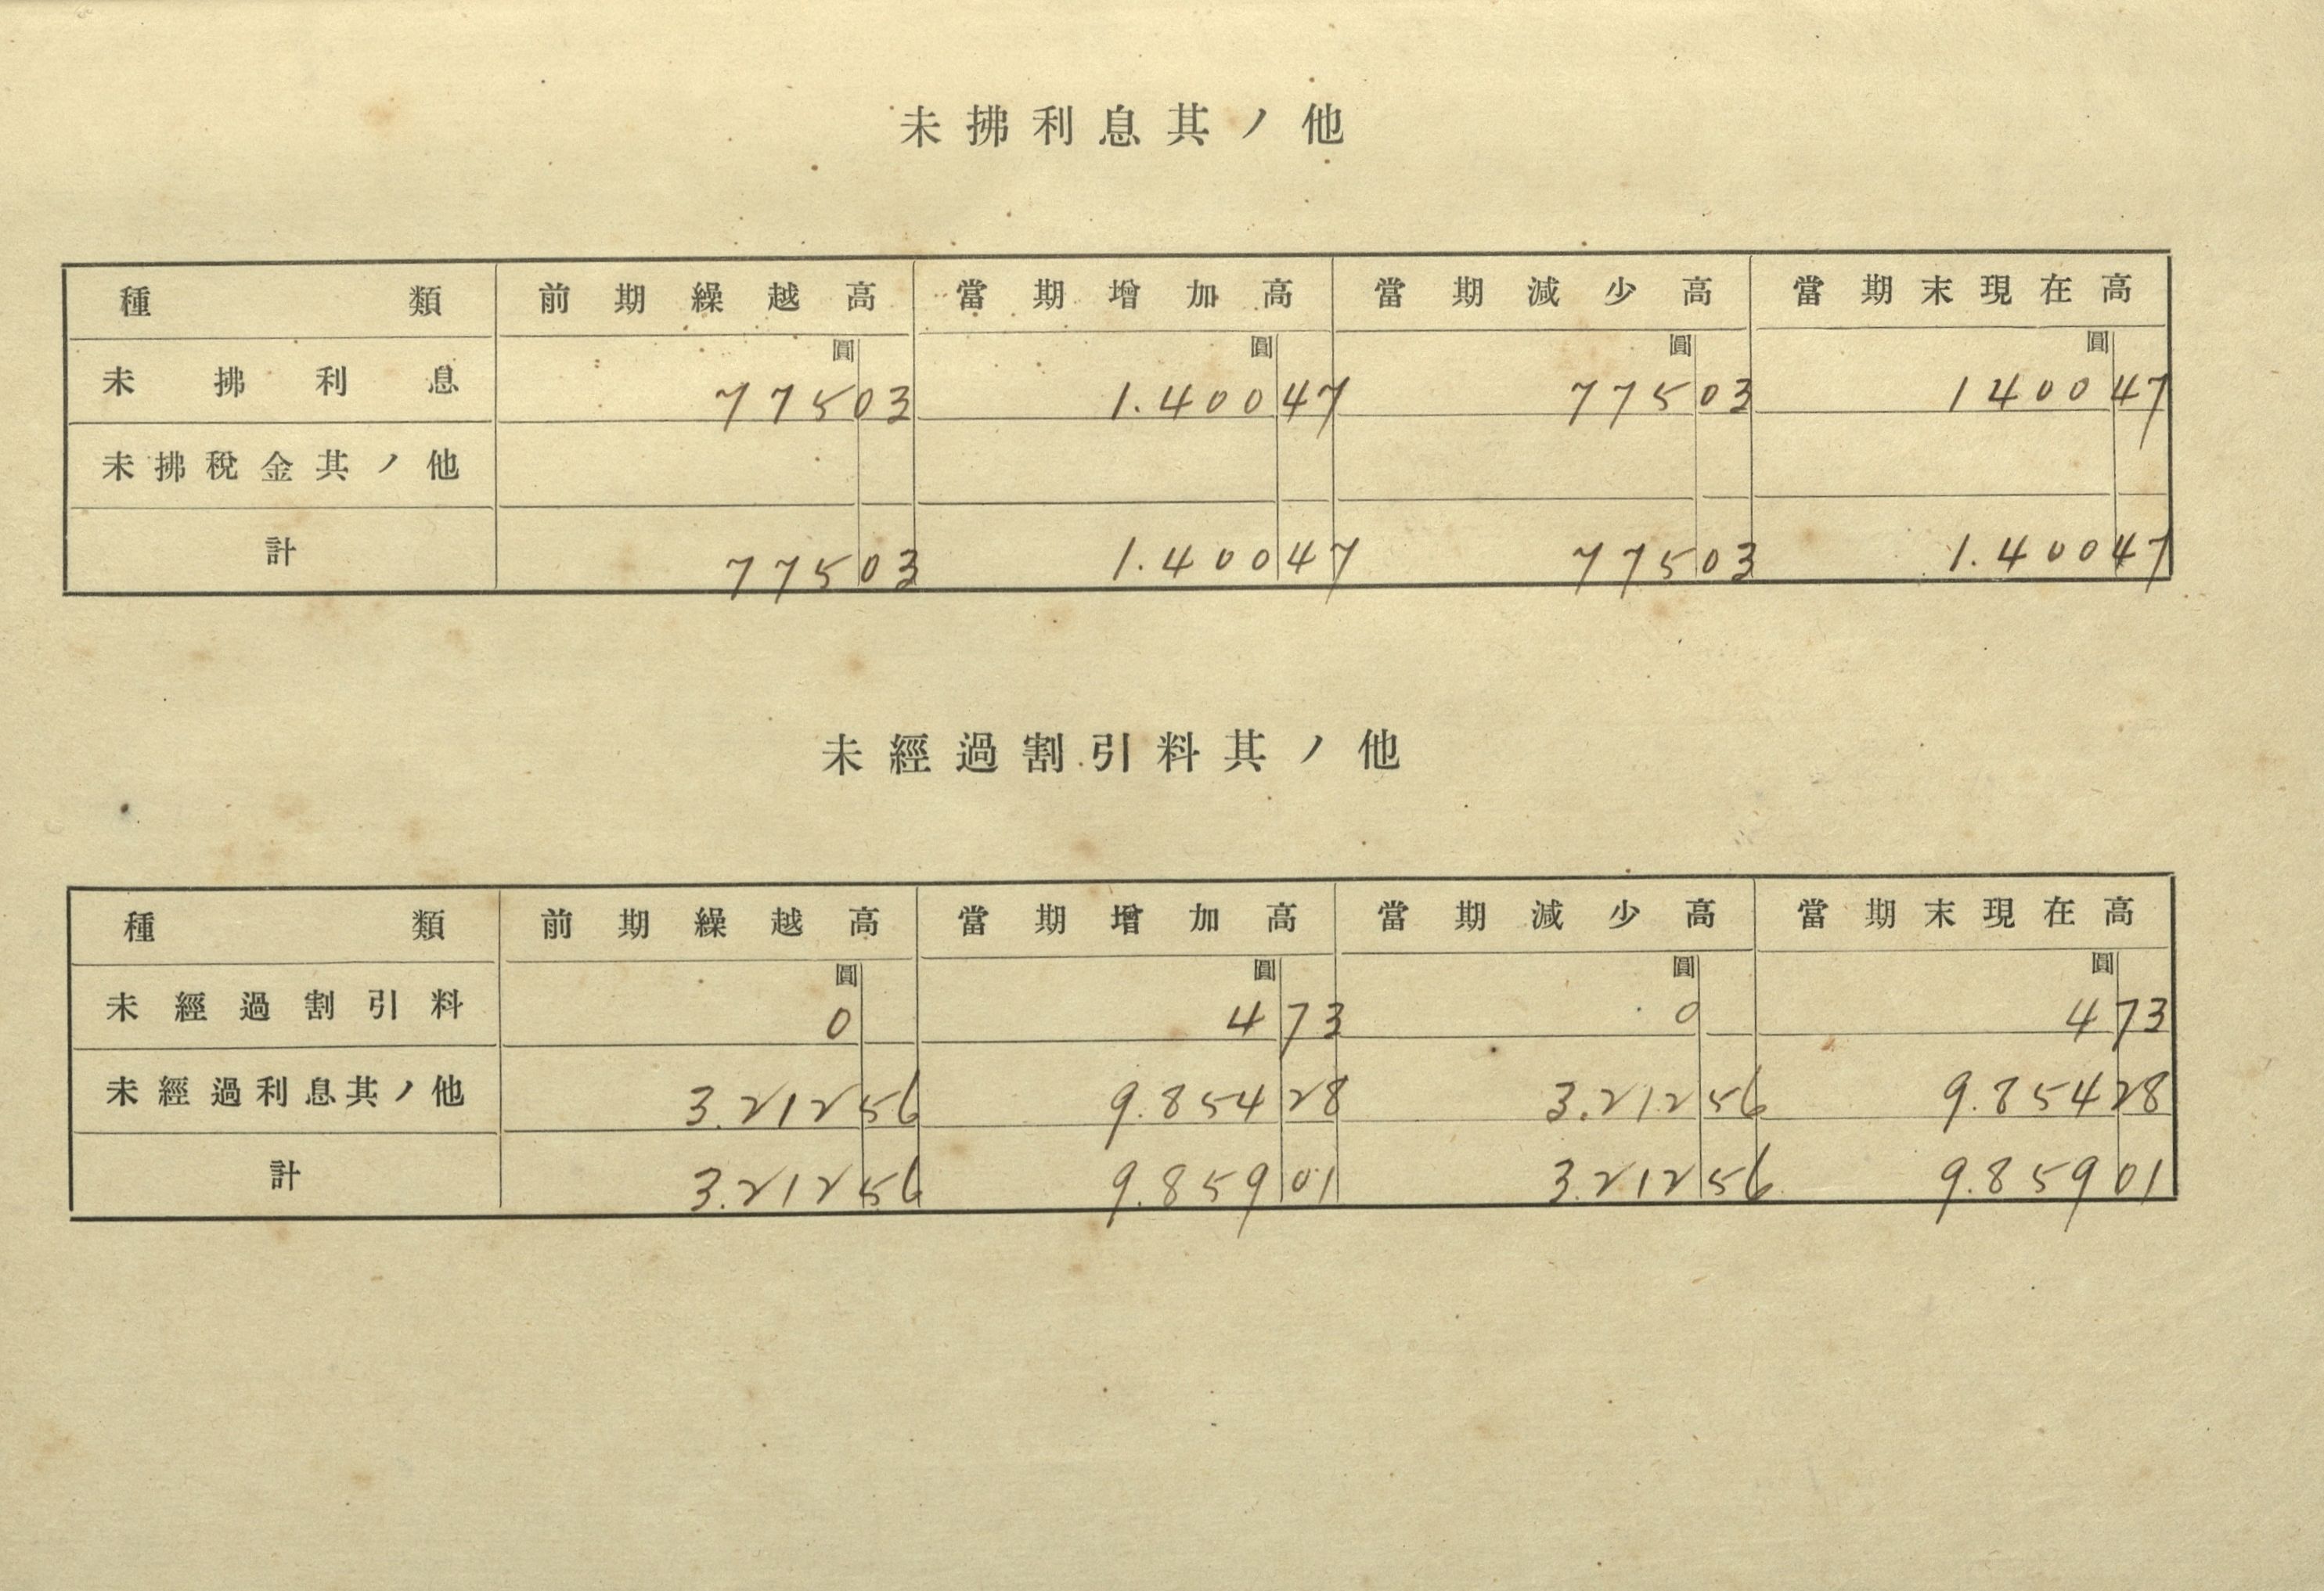 未拂利息其ノ他
種類 前期繰越高 當期增加高 當期減少高 當期末現在高
圓 圓 圓 圓
未拂利息 775 03 1.400 47 775 03 1400 47
未拂稅金其ノ他
計 775 03 1.400 47 775 03 1.400 47
未經過割引料其ノ他
種類 前期繰越高 當期增加高 當期減少高 當期末現在高
圓 圓 圓 圓
未經過割引料 0 4 73 0 4 73
未經過利息其ノ他 3.212 56 9.854 28 3.212 56 9.854 28
計 3.212 56 9.859 01 3.212 56 9.859 01